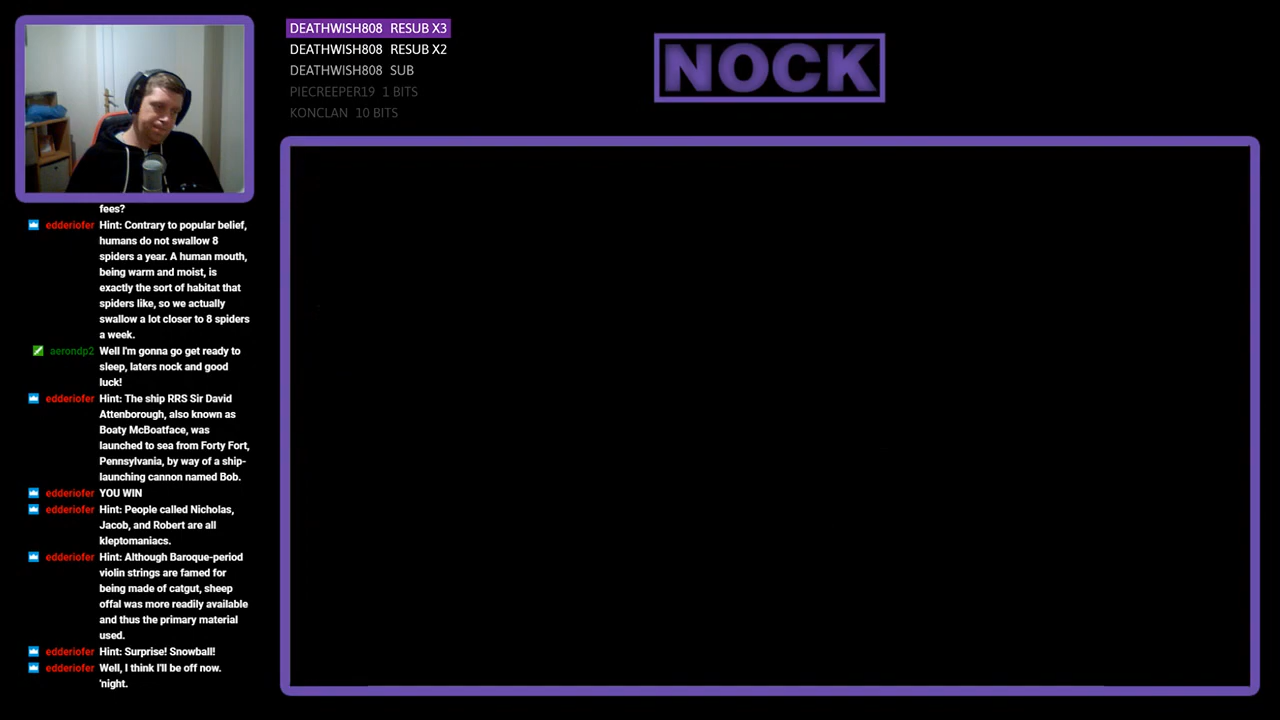 DEATHWISH808 RESUB X3
DEATHWISH808 RESUB X2
DEATHWISH808 SUB
PIECREEPER19 1 BITS
KONCLAN 10 BITS
NOCK
fees?
edderiofer Hint: Contrary to popular belief,
humans do not swallow 8
spiders a year. A human mouth,
being warm and moist, is
exactly the sort of habitat that
spiders like, so we actually
swallow a lot closer to 8 spiders
a week.
aerondp2 Well I'm gonna go get ready to
sleep, laters nock and good
luck!
edderiofer Hint: The ship RRS Sir David
Attenborough, also known as
Boaty McBoatface, was
launched to sea from Forty Fort,
Pennsylvania, by way of a ship-
launching cannon named Bob.
edderiofer YOU WIN
edderiofer Hint: People called Nicholas,
Jacob, and Robert are all
kleptomaniacs.
edderiofer Hint: Although Baroque-period
violin strings are famed for
being made of catgut, sheep
offal was more readily available
and thus the primary material
used.
edderiofer Hint: Surprise! Snowball!
edderiofer Well, I think I'll be off now.
'night.